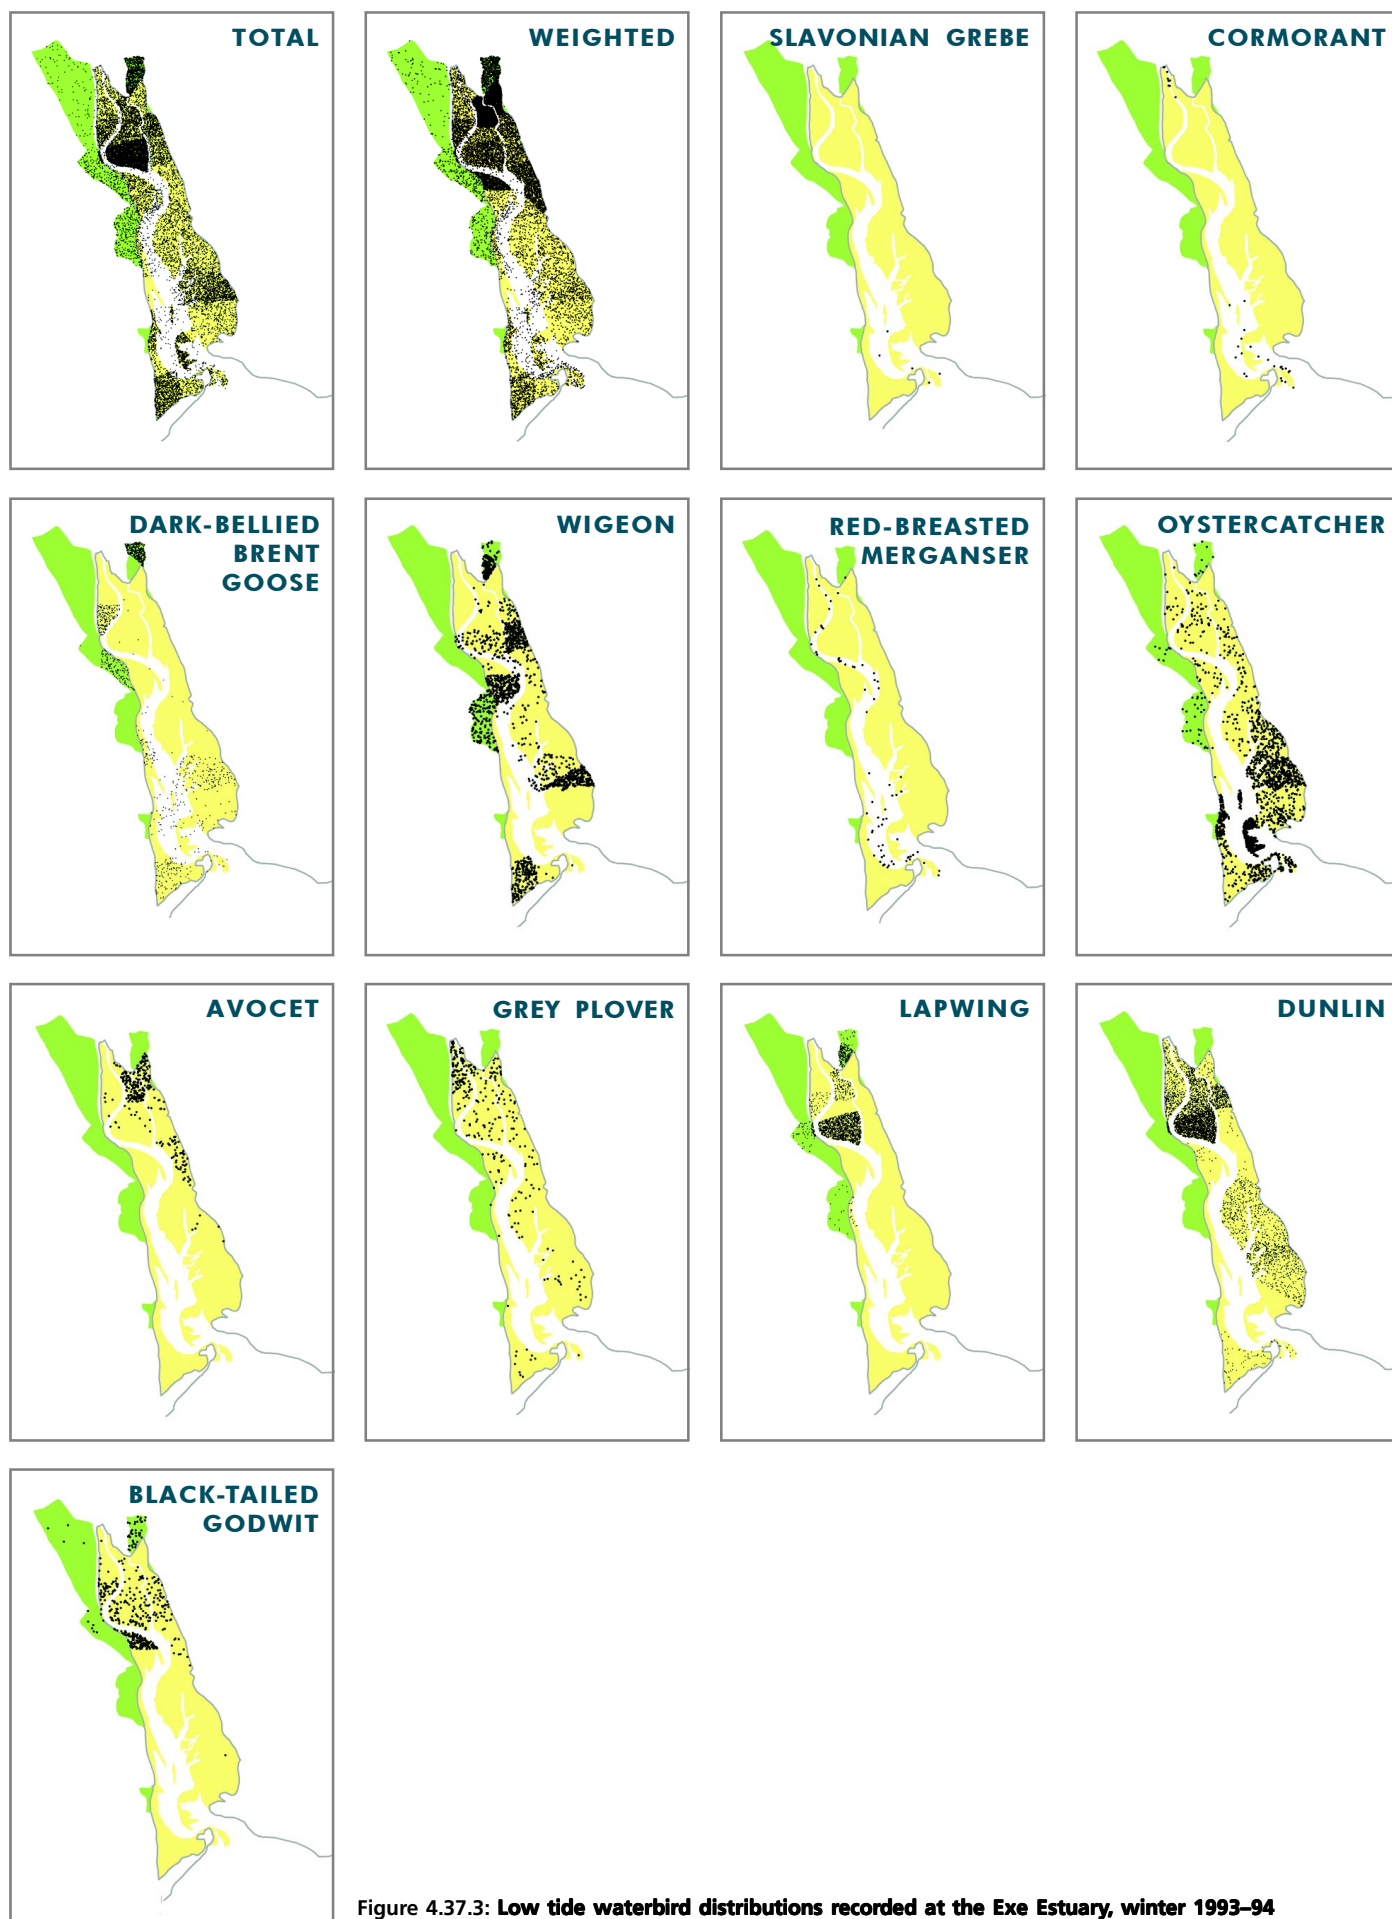 TOTAL
WEIGHTED
SLAVONIAN GREBE
CORMORANT
DARK-BELLIED
BRENT
GOOSE
WIGEON
RED-BREASTED
MERGANSER
OYSTERCATCHER
AVOCET
GREY PLOVER
LAPWING
DUNLIN
BLACK-TAILED
GODWIT
Figure 4.37.3: Low tide waterbird distributions recorded at the Exe Estuary, winter 1993–94